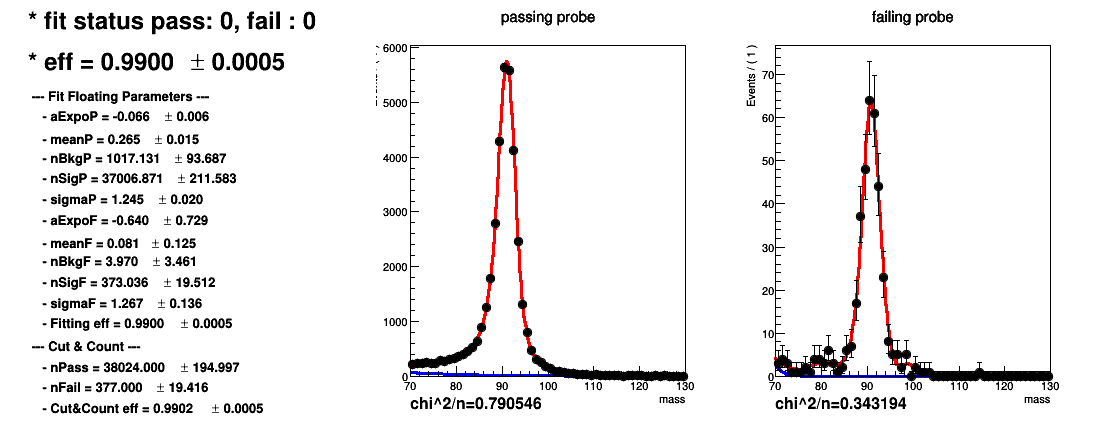 * fit status pass: 0, fail : 0
* eff = 0.9900 ± 0.0005
--- Fit Floating Parameters ---
- aExpoP = -0.066 ± 0.006
- meanP = 0.265 ± 0.015
- nBkgP = 1017.131 ± 93.687
- nSigP = 37006.871 ± 211.583
- sigmaP = 1.245 ± 0.020
- aExpoF = -0.640 ± 0.729
- meanF = 0.081 ± 0.125
- nBkgF = 3.970 ± 3.461
- nSigF = 373.036 ± 19.512
- sigmaF = 1.267 ± 0.136
- Fitting eff = 0.9900 ± 0.0005
--- Cut & Count ---
- nPass = 38024.000 ± 194.997
- nFail = 377.000 ± 19.416
- Cut&Count eff = 0.9902 ± 0.0005
passing probe
6000
5000
4000
3000
2000
1000
0
70 80 90 100 110 120 130
mass
chi^2/n=0.790546
failing probe
Events / ( 1 )
70
60
50
40
30
20
10
0
70 80 90 100 110 120 130
mass
chi^2/n=0.343194